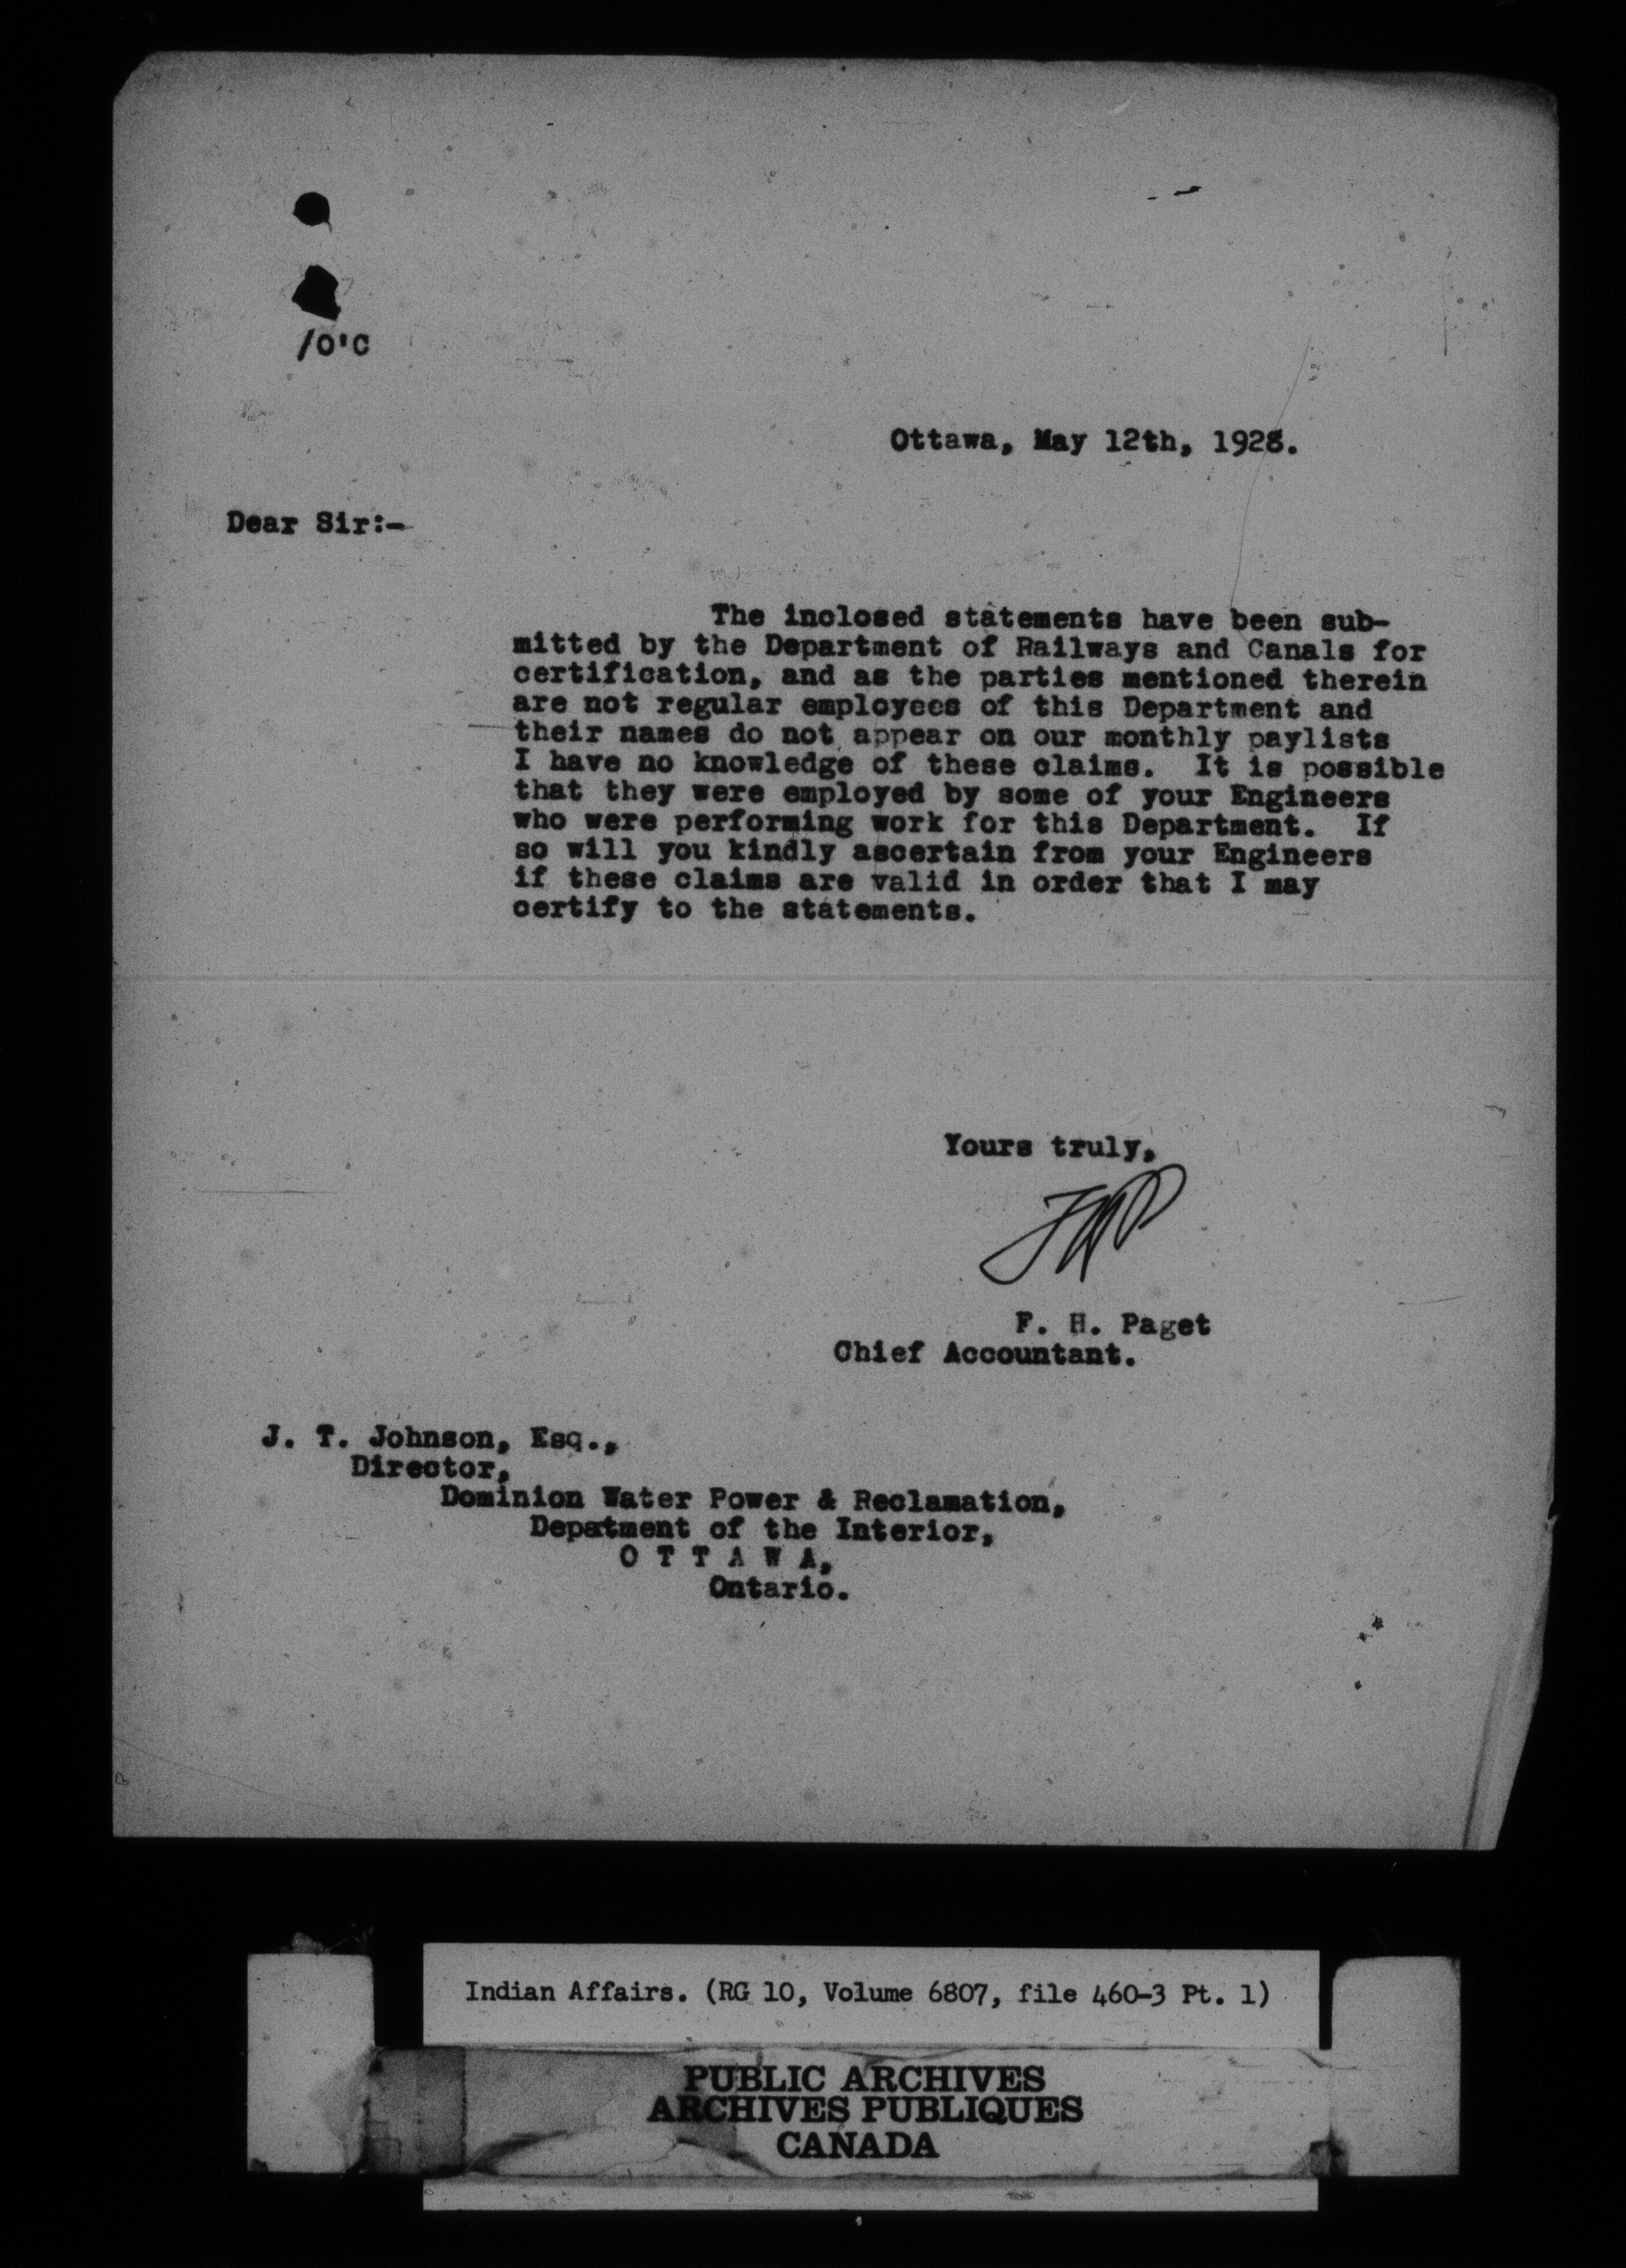 /O'C
Ottawa, May 12th, 1928.
Dear Sir:-
The inclosed statements have been sub-
mitted by the Department of Railways and Canals for
certification, and as the parties mentioned therein
are not regular employees of this Department and
their names do not appear on our monthly paylists
I have no knowledge of these claims. It is possible
that they were employed by some of your Engineers
who were performing work for this Department. If
so will you kindly ascertain from your Engineers
if these claims are valid in order that I may
certify to the statements.
Yours truly,
FHP
F. H. Paget
Chief Accountant.
J. T. Johnson, Esq.,
Director,
Dominion Water Power & Reclamation,
Depatment of the Interior,
O T T A W A,
Ontario.
Indian Affairs. (RG 10, Volume 6807, file 460-3 Pt. 1)
PUBLIC ARCHIVES
ARCHIVES PUBLIQUES
CANADA